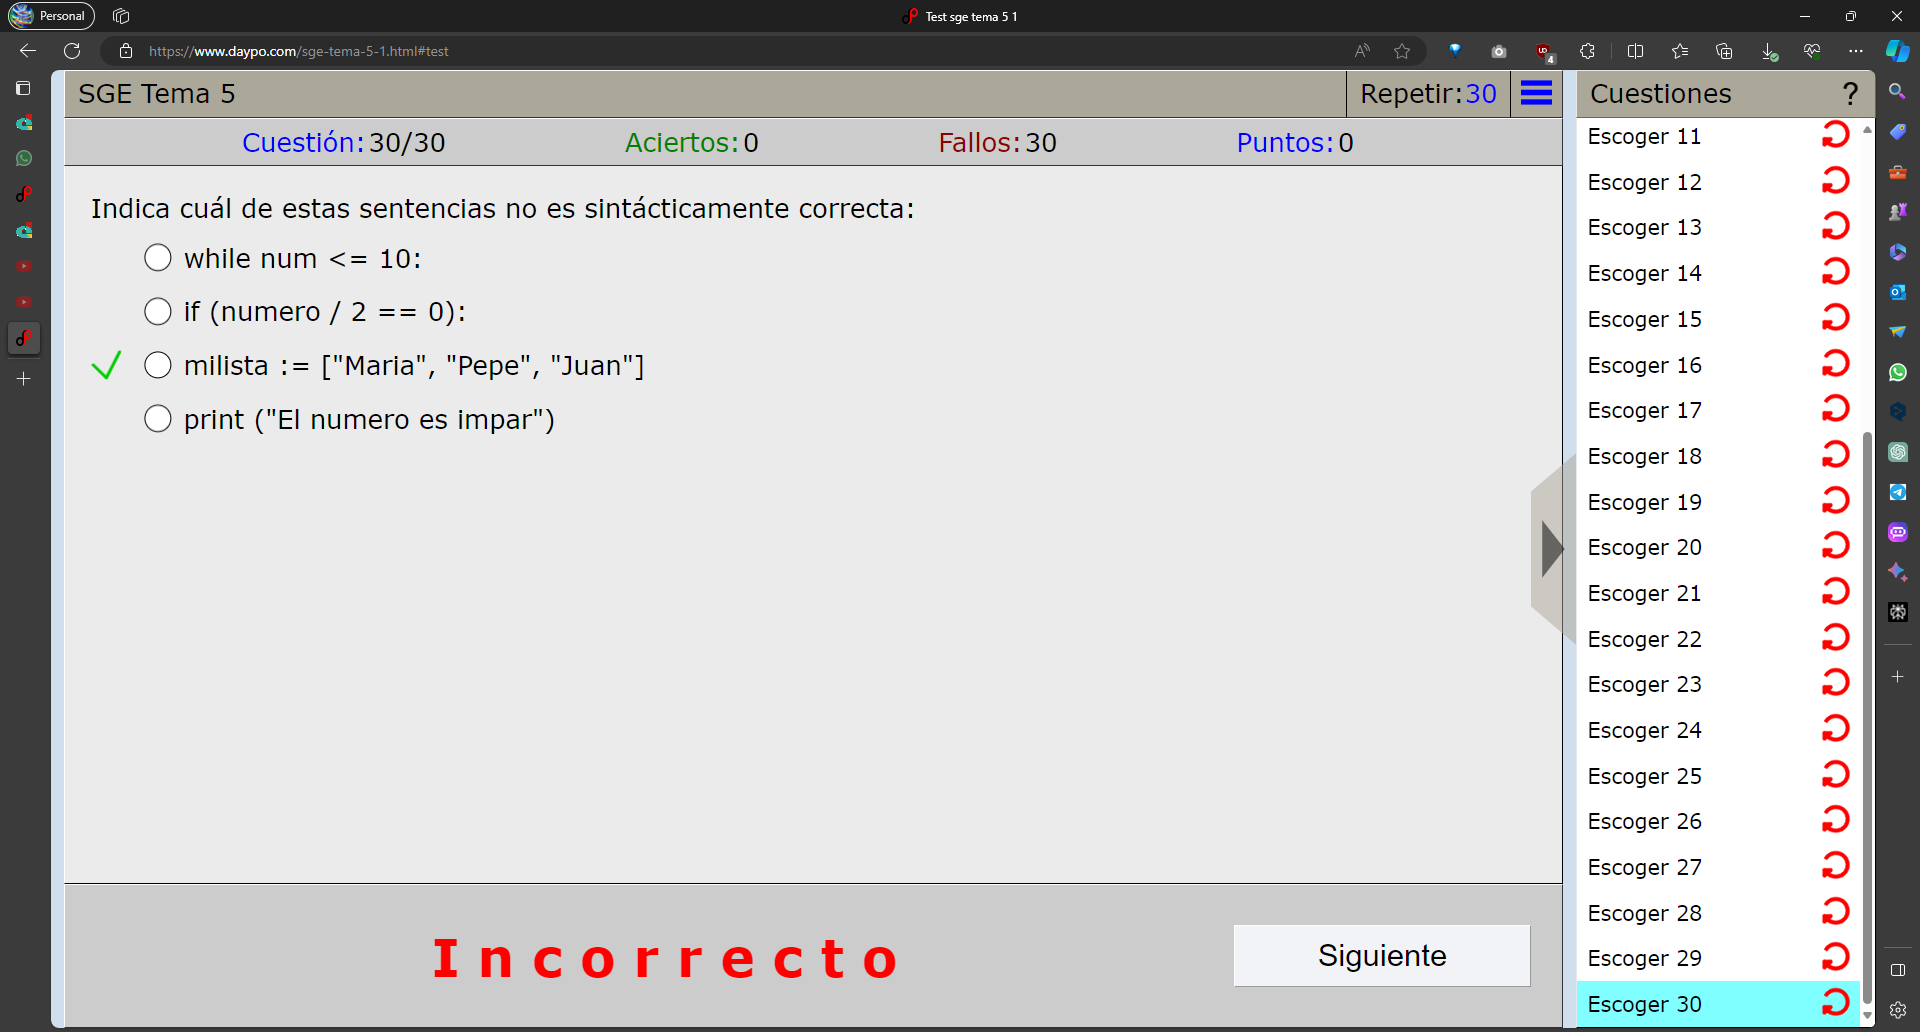 Personal
Test sge tema 5 1
https://www.daypo.com/sge-tema-5-1.html#test
SGE Tema 5
Repetir:30
Cuestiones
?
Cuestión:30/30
Aciertos:0
Fallos:30
Puntos:0
Indica cuál de estas sentencias no es sintácticamente correcta:
while num <= 10:
if (numero / 2 == 0):
milista := ["Maria", "Pepe", "Juan"]
print ("El numero es impar")
Incorrecto
Siguiente
Escoger 11
Escoger 12
Escoger 13
Escoger 14
Escoger 15
Escoger 16
Escoger 17
Escoger 18
Escoger 19
Escoger 20
Escoger 21
Escoger 22
Escoger 23
Escoger 24
Escoger 25
Escoger 26
Escoger 27
Escoger 28
Escoger 29
Escoger 30